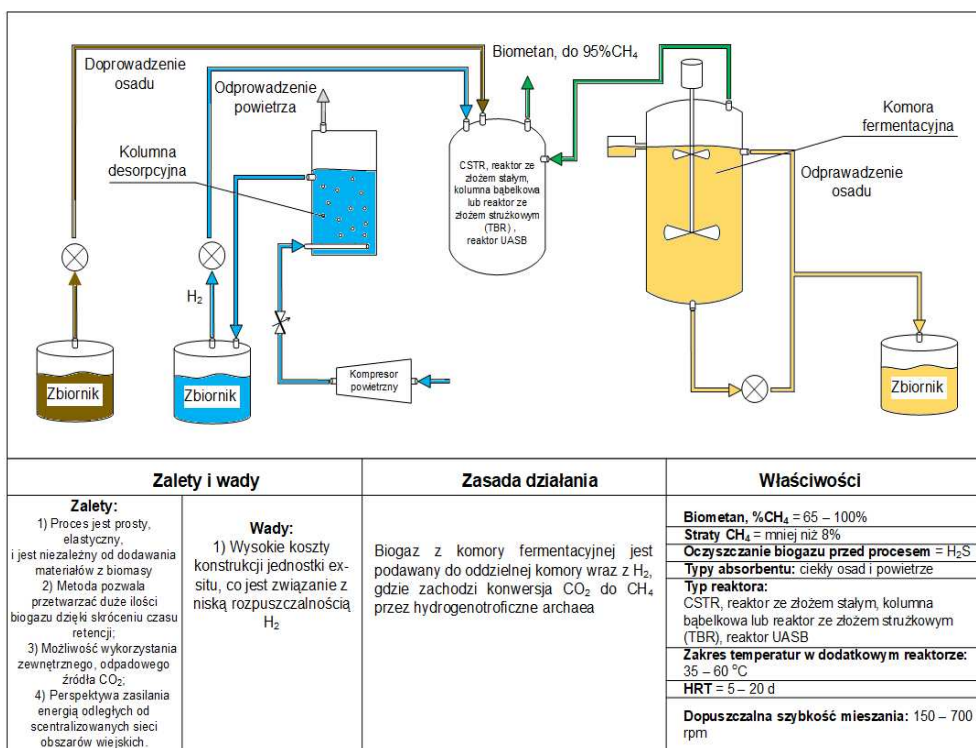 Doprowadzenie
osadu
Odprowadzenie
powietrza
Kolumna
desorpcyjna
H₂
Zbiornik
Zbiornik
Kompresor
powietrzny
Biometan, do 95%CH₄
CSTR, reaktor ze
złożem stałym,
kolumna bąbelkowa
lub reaktor ze
złożem strużkowym
(TBR) ,
reaktor UASB
Komora
fermentacyjna
Odprawadzenie
osadu
Zbiornik
Zalety i wady
Zalety:
1) Proces jest prosty,
elastyczny,
i jest niezależny od dodawania
materiałów z biomasy
2) Metoda pozwala
przetwarzać duże ilości
biogazu dzięki skróceniu czasu
retencji;
3) Możliwość wykorzystania
zewnętrznego, odpadowego
źródła CO₂;
4) Perspektywa zasilania
energią odległych od
scentralizowanych sieci
obszarów wiejskich.
Wady:
1) Wysokie koszty
konstrukcji jednostki ex-
situ, co jest związanie z
niską rozpuszczalnością
H₂
Zasada działania
Biogaz z komory fermentacyjnej jest
podawany do oddzielnej komory wraz z H₂,
gdzie zachodzi konwersja CO₂ do CH₄
przez hydrogenotroficzne archaea
Właściwości
Biometan, %CH₄ = 65 – 100%
Straty CH₄ = mniej niż 8%
Oczyszczanie biogazu przed procesem = H₂S
Typy absorbentu: ciekły osad i powietrze
Typ reaktora:
CSTR, reaktor ze złożem stałym, kolumna
bąbelkowa lub reaktor ze złożem strużkowym
(TBR), reaktor UASB
Zakres temperatur w dodatkowym reaktorze:
35 – 60 °C
HRT = 5 – 20 d
Dopuszczalna szybkość mieszania: 150 – 700
rpm